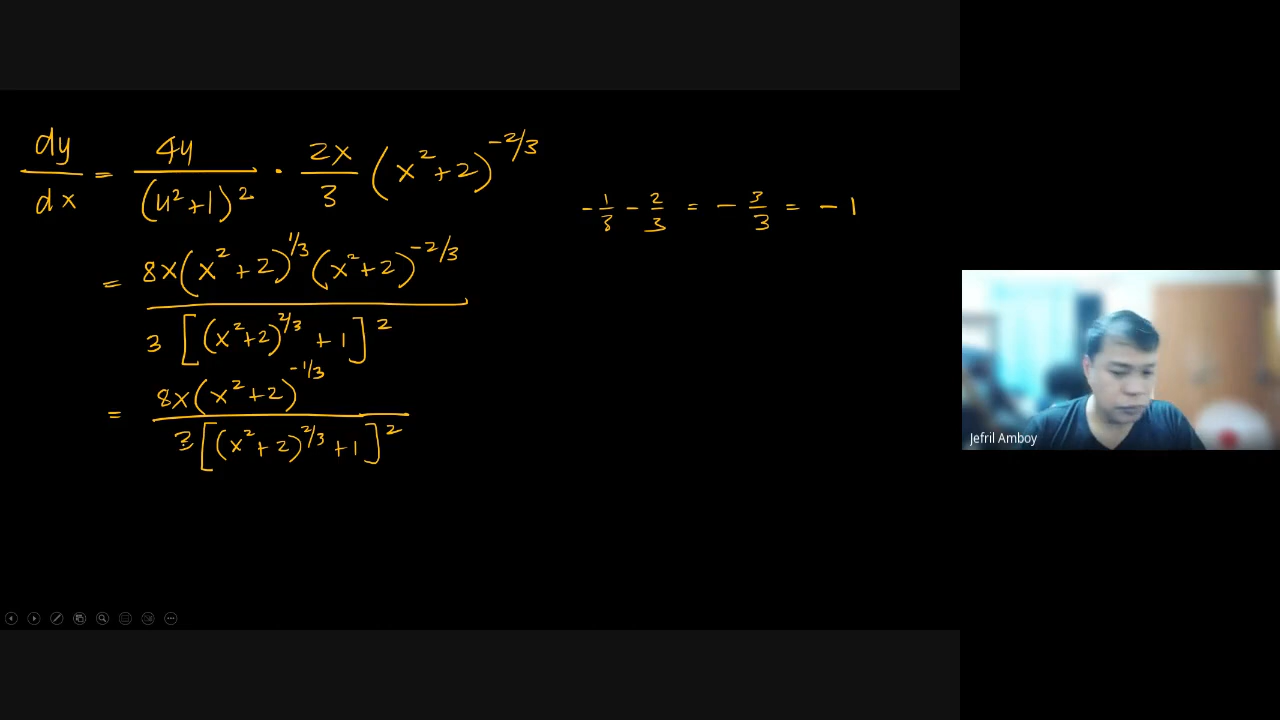 dy/dx = 4u/(u²+1)² · 2x/3 (x²+2)^-2/3
-1/3 - 2/3 = - 3/3 = - 1
= 8x(x²+2)^1/3 (x²+2)^-2/3 / 3[(x²+2)^2/3 + 1]²
= 8x(x²+2)^-1/3 / 3[(x²+2)^2/3 + 1]²
Jefril Amboy